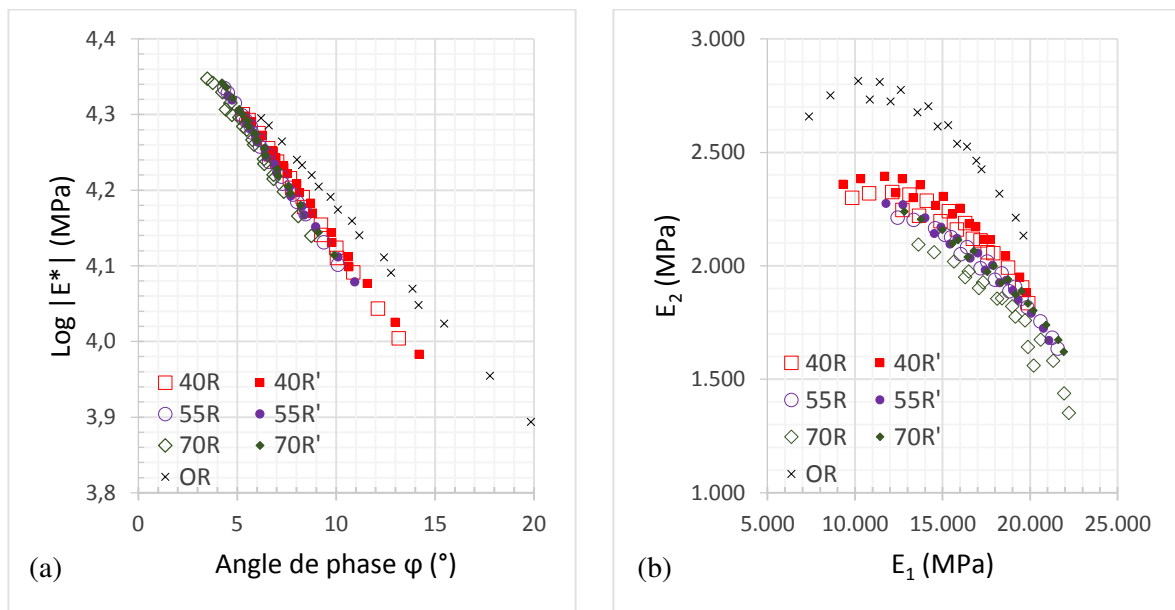 4,4
4,3
4,2
4,1
4,0
3,9
3,8
Log |E*| (MPa)
40R 40R'
55R 55R'
70R 70R'
OR
0 5 10 15 20
(a) Angle de phase φ (°)
3.000
2.500
2.000
1.500
1.000
E2 (MPa)
40R 40R'
55R 55R'
70R 70R'
OR
5.000 10.000 15.000 20.000 25.000
(b) E1 (MPa)